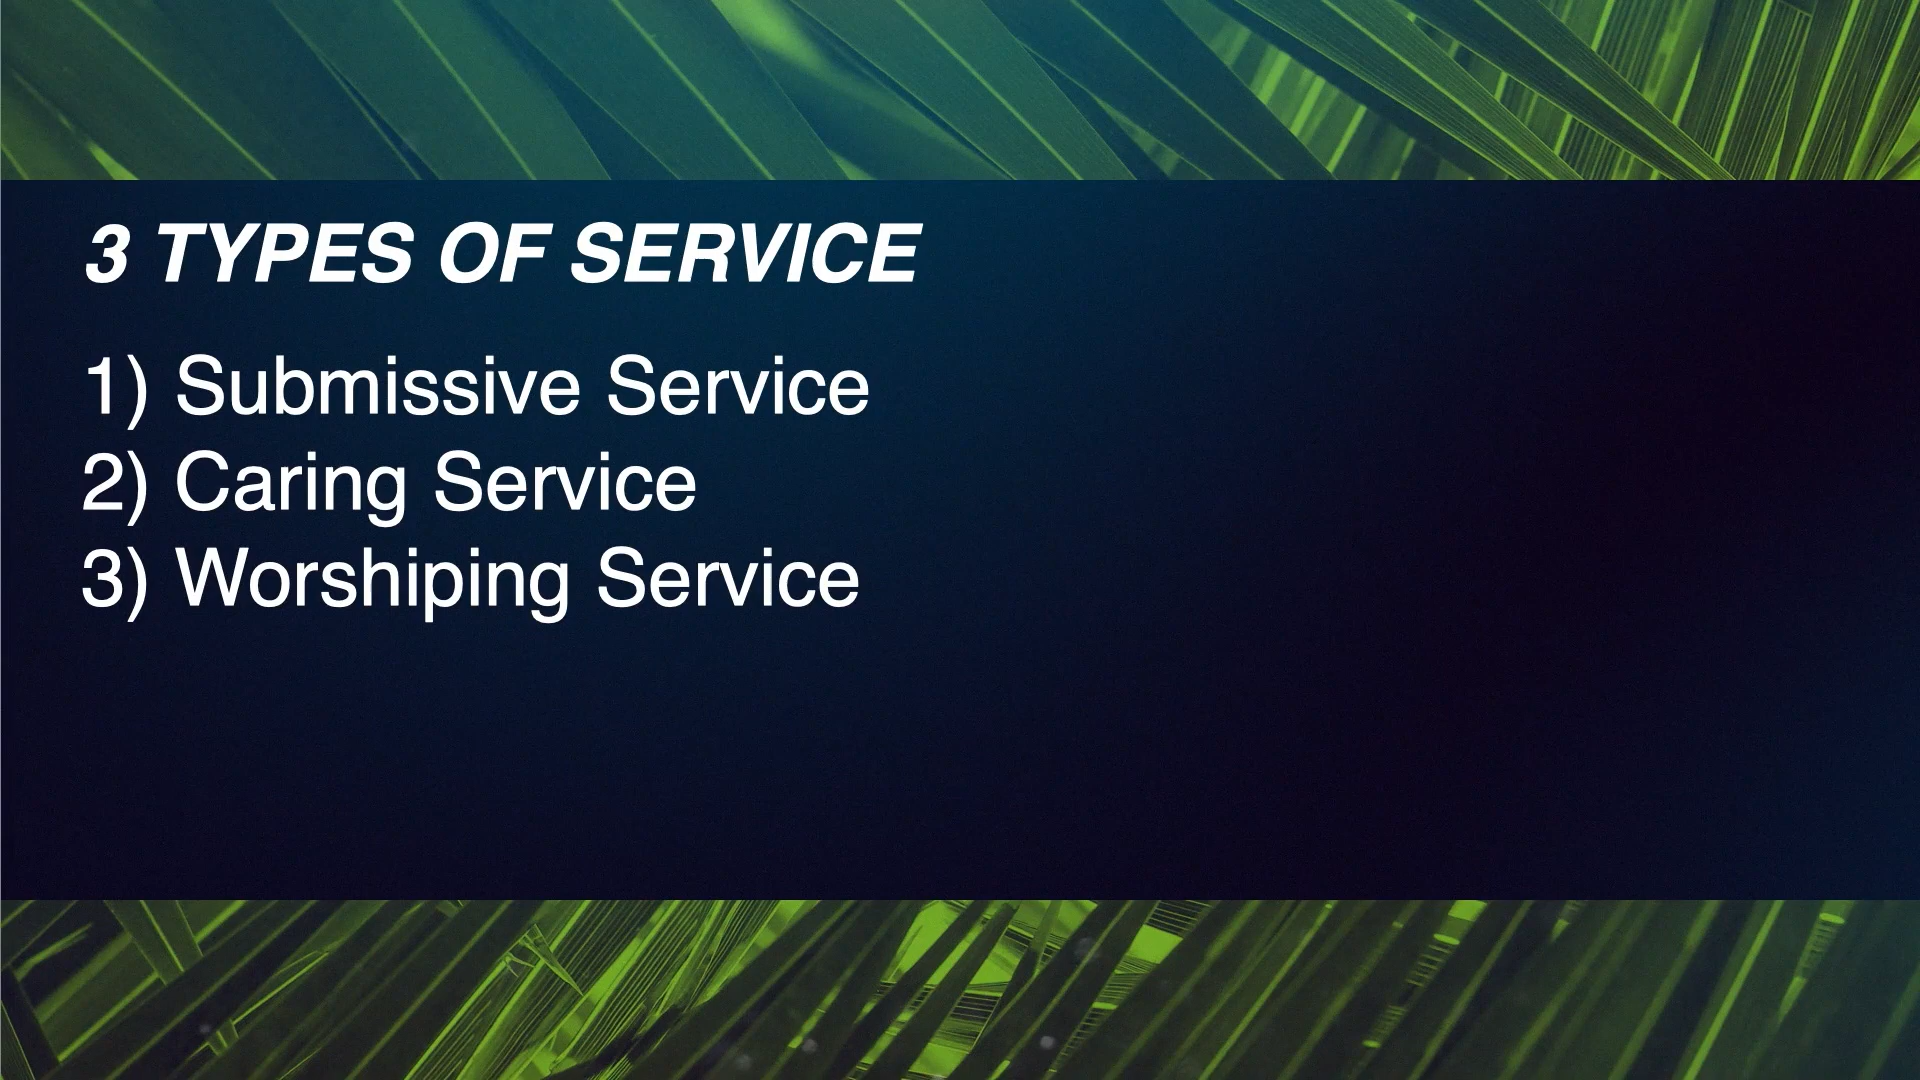 3 TYPES OF SERVICE
1) Submissive Service
2) Caring Service
3) Worshiping Service